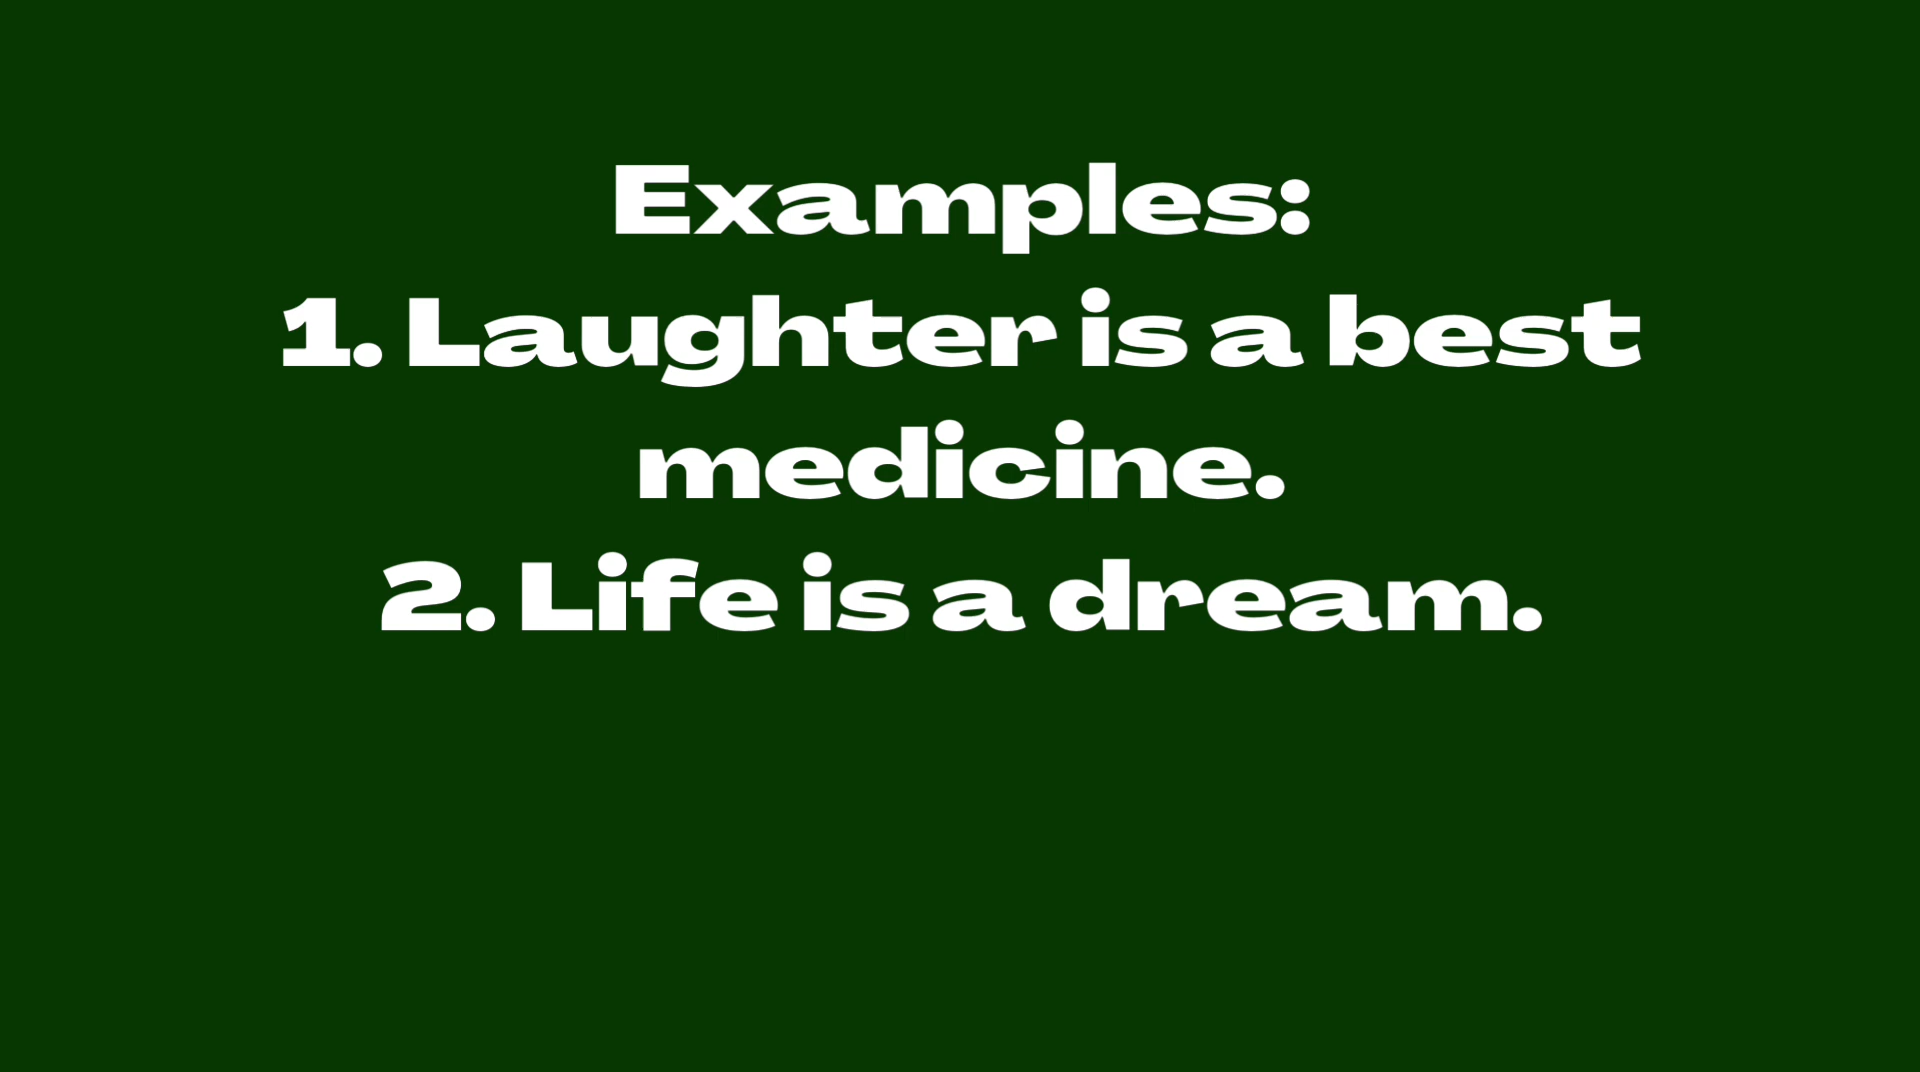 Examples:
1. Laughter is a best
medicine.
2. Life is a dream.